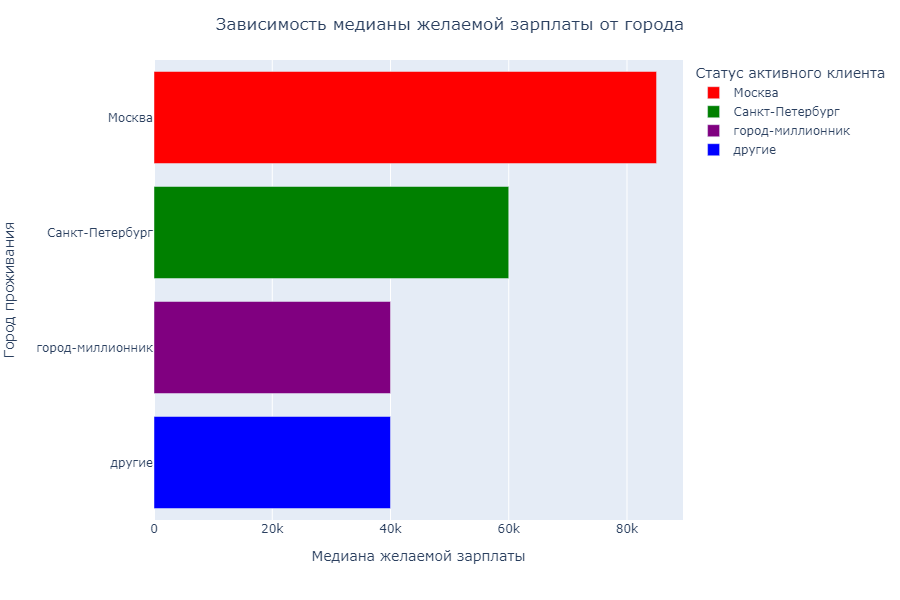 Зависимость медианы желаемой зарплаты от города
Статус активного клиента
Москва
Санкт-Петербург
город-миллионник
другие
Город проживания
Москва
Санкт-Петербург
город-миллионник
другие
0
20k
40k
60k
80k
Медиана желаемой зарплаты